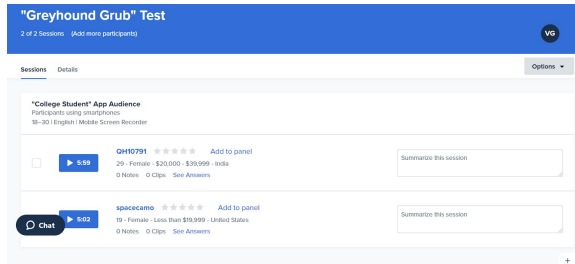 "Greyhound Grub" Test
2 of 2 Sessions (Add more participants)
VG
Sessions Details
Options
"College Student" App Audience
Participants using smartphones
18–30 | English | Mobile Screen Recorder
5:59
QH10791 Add to panel
29 - Female - $20,000 - $39,999 - India
0 Notes 0 Clips See Answers
Summarize this session
5:02
spacecamo Add to panel
19 - Female - Less than $19,999 - United States
0 Notes 0 Clips See Answers
Summarize this session
Chat
+